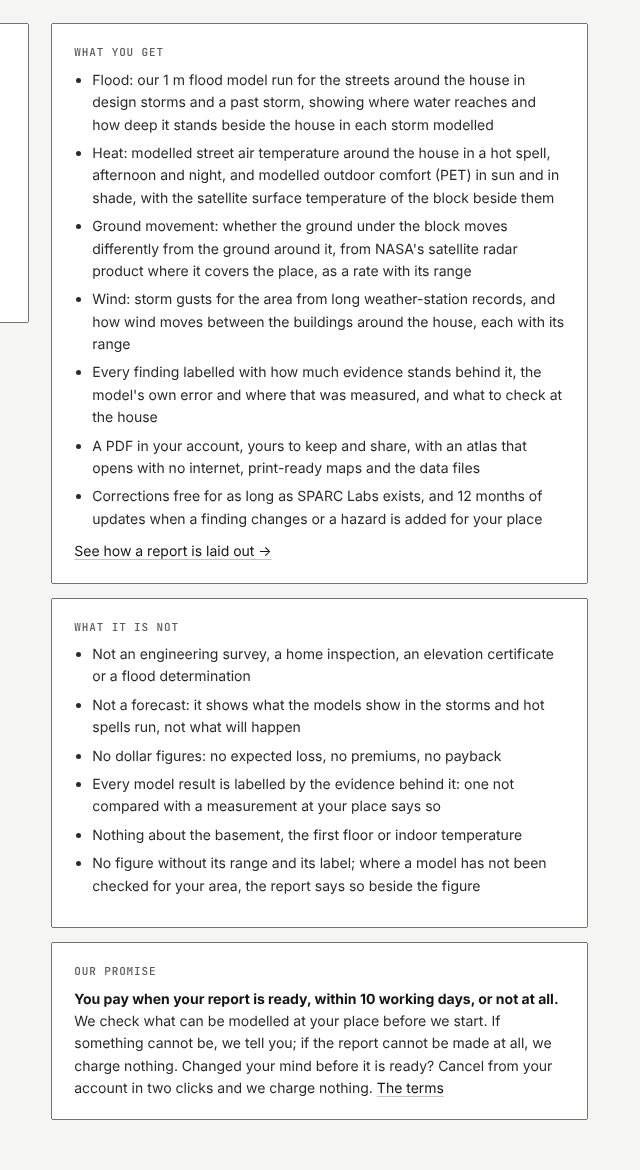 WHAT YOU GET
• Flood: our 1 m flood model run for the streets around the house in
design storms and a past storm, showing where water reaches and
how deep it stands beside the house in each storm modelled
• Heat: modelled street air temperature around the house in a hot spell,
afternoon and night, and modelled outdoor comfort (PET) in sun and in
shade, with the satellite surface temperature of the block beside them
• Ground movement: whether the ground under the block moves
differently from the ground around it, from NASA's satellite radar
product where it covers the place, as a rate with its range
• Wind: storm gusts for the area from long weather-station records, and
how wind moves between the buildings around the house, each with its
range
• Every finding labelled with how much evidence stands behind it, the
model's own error and where that was measured, and what to check at
the house
• A PDF in your account, yours to keep and share, with an atlas that
opens with no internet, print-ready maps and the data files
• Corrections free for as long as SPARC Labs exists, and 12 months of
updates when a finding changes or a hazard is added for your place
See how a report is laid out →
WHAT IT IS NOT
• Not an engineering survey, a home inspection, an elevation certificate
or a flood determination
• Not a forecast: it shows what the models show in the storms and hot
spells run, not what will happen
• No dollar figures: no expected loss, no premiums, no payback
• Every model result is labelled by the evidence behind it: one not
compared with a measurement at your place says so
• Nothing about the basement, the first floor or indoor temperature
• No figure without its range and its label; where a model has not been
checked for your area, the report says so beside the figure
OUR PROMISE
You pay when your report is ready, within 10 working days, or not at all.
We check what can be modelled at your place before we start. If
something cannot be, we tell you; if the report cannot be made at all, we
charge nothing. Changed your mind before it is ready? Cancel from your
account in two clicks and we charge nothing. The terms